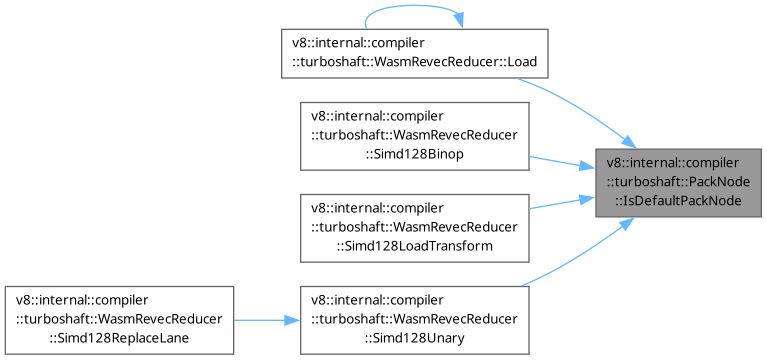 v8::internal::compiler
::turboshaft::WasmRevecReducer::Load
v8::internal::compiler
::turboshaft::WasmRevecReducer
::Simd128Binop
v8::internal::compiler
::turboshaft::PackNode
::IsDefaultPackNode
v8::internal::compiler
::turboshaft::WasmRevecReducer
::Simd128LoadTransform
v8::internal::compiler
::turboshaft::WasmRevecReducer
::Simd128ReplaceLane
v8::internal::compiler
::turboshaft::WasmRevecReducer
::Simd128Unary